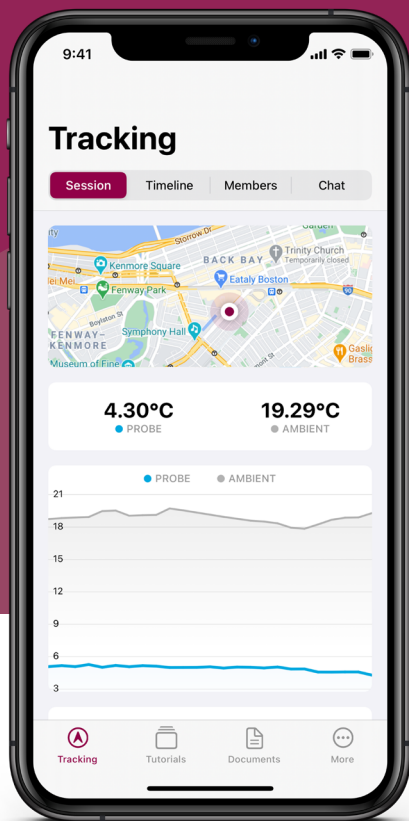 9:41
Tracking
Session Timeline Members Chat
Storrow Dr
Kenmore Square
BACK BAY
Trinity Church
Temporarily closed
Fenway Park
Eataly Boston
90
Boylston St
FENWAY–
KENMORE
Symphony Hall
Museum of Fine
4.30°C 19.29°C
PROBE AMBIENT
PROBE AMBIENT
21
18
15
12
9
6
3
Tracking Tutorials Documents More